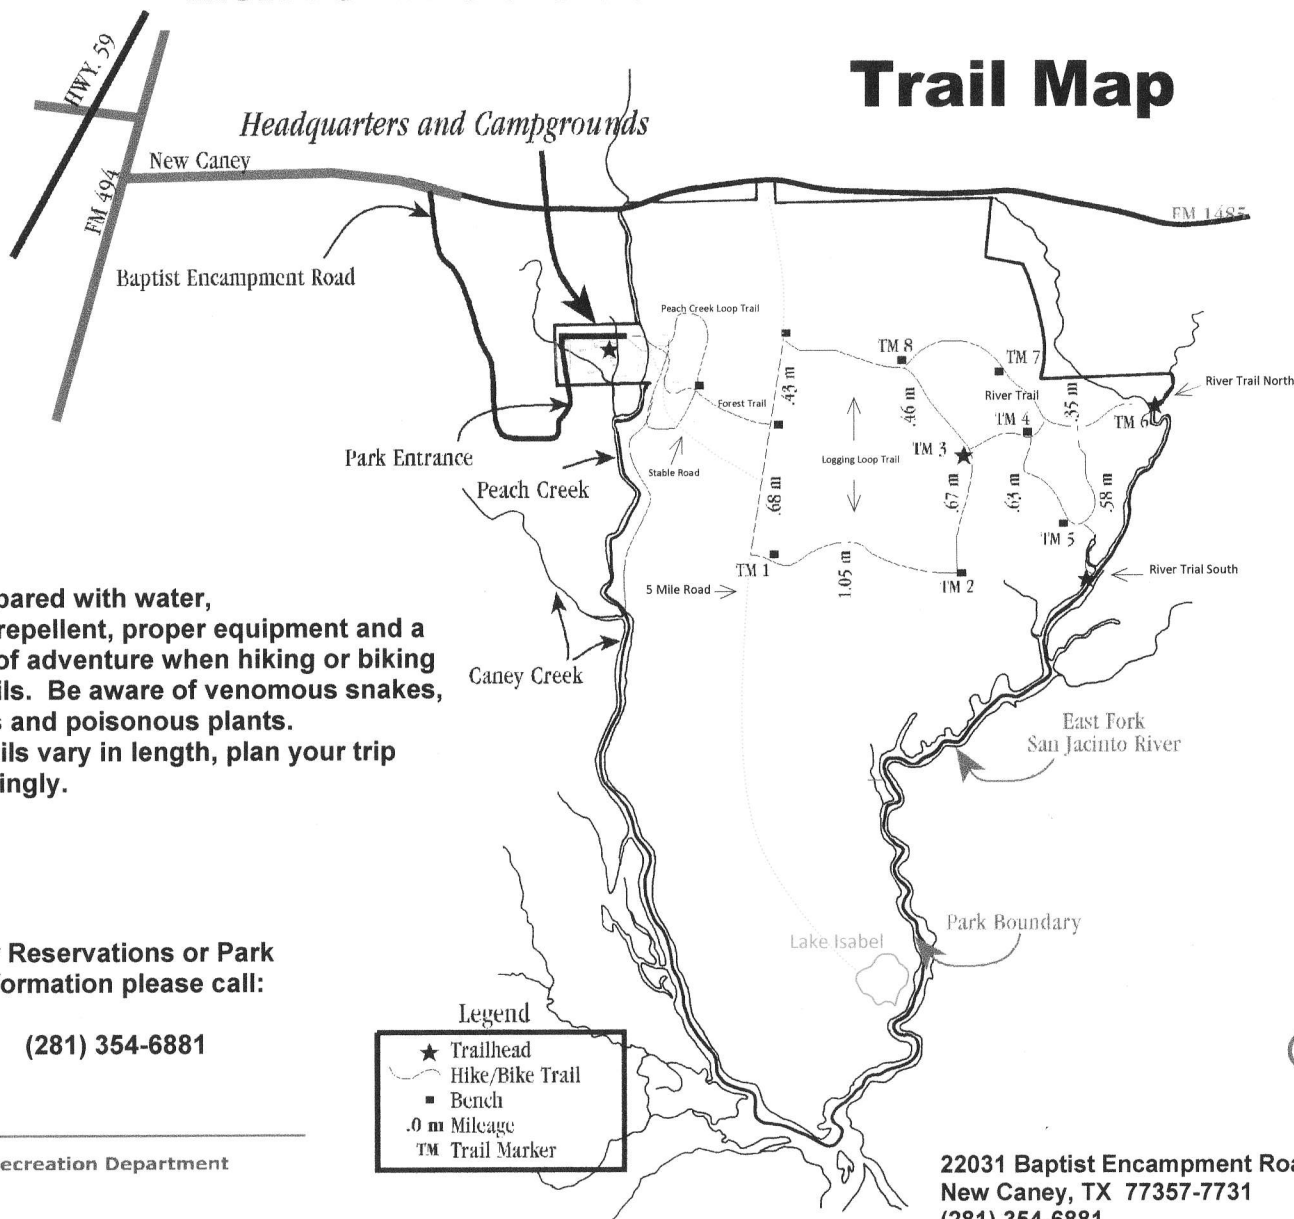 Trail Map
HWY. 59
FM 494
New Caney
Headquarters and Campgrounds
FM 1485
Baptist Encampment Road
Peach Creek Loop Trail
TM 8
TM 7
River Trail North
.43 m
.46 m
River Trail
.35 m
Forest Trail
TM 4
TM 6
Park Entrance
Stable Road
Logging Loop Trail
TM 3
Peach Creek
.68 m
.67 m
.63 m
.58 m
TM 5
TM 1
1.05 m
TM 2
River Trial South
5 Mile Road
pared with water,
repellent, proper equipment and a
of adventure when hiking or biking
ils. Be aware of venomous snakes,
s and poisonous plants.
ils vary in length, plan your trip
ingly.
Caney Creek
East Fork
San Jacinto River
Park Boundary
Lake Isabel
Reservations or Park
formation please call:
(281) 354-6881
Legend
Trailhead
Hike/Bike Trail
Bench
.0 m Mileage
TM Trail Marker
ecreation Department
22031 Baptist Encampment Roa
New Caney, TX 77357-7731
(281) 354-6881